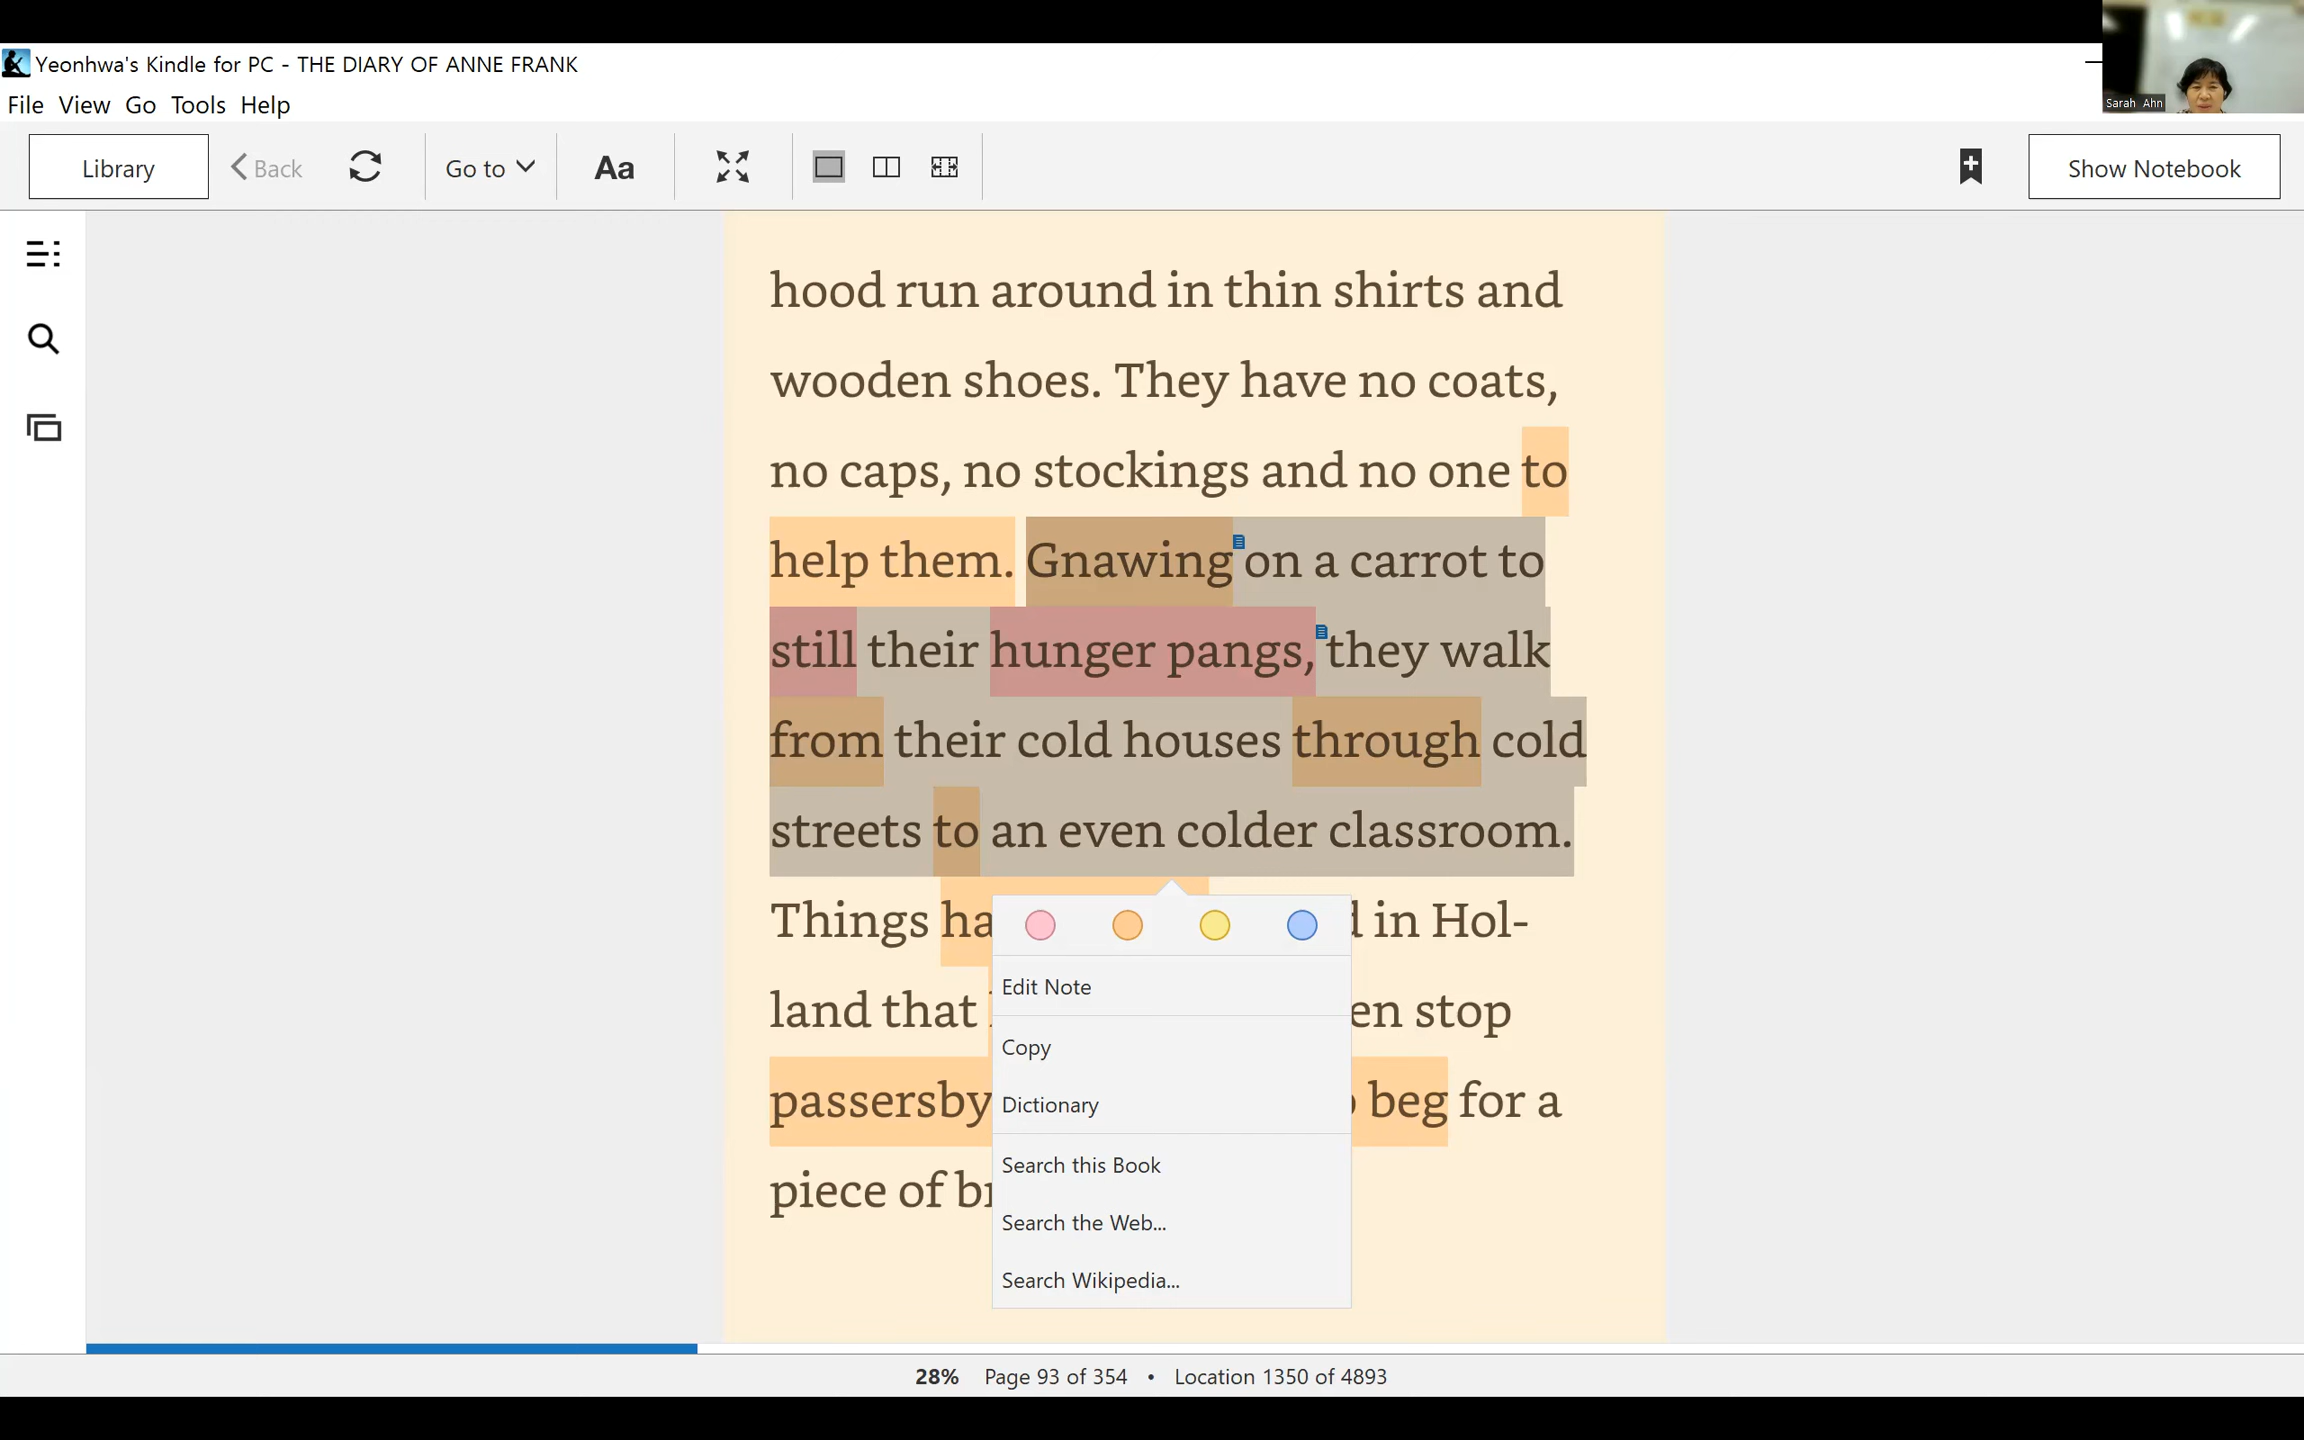 Yeonhwa's Kindle for PC - THE DIARY OF ANNE FRANK
Sarah Ahn
File View Go Tools Help
Library Back Go to Aa Show Notebook
hood run around in thin shirts and
wooden shoes. They have no coats,
no caps, no stockings and no one to
help them. Gnawing on a carrot to
still their hunger pangs, they walk
from their cold houses through cold
streets to an even colder classroom.
Things ha
in Hol-
land that
en stop
passersby
beg for a
piece of
Edit Note
Copy
Dictionary
Search this Book
Search the Web...
Search Wikipedia...
28% Page 93 of 354 • Location 1350 of 4893